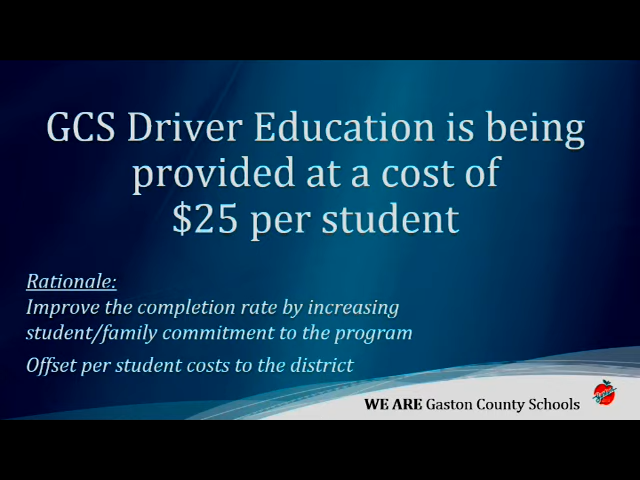 GCS Driver Education is being
provided at a cost of
$25 per student
Rationale:
Improve the completion rate by increasing
student/family commitment to the program
Offset per student costs to the district
WE ARE Gaston County Schools